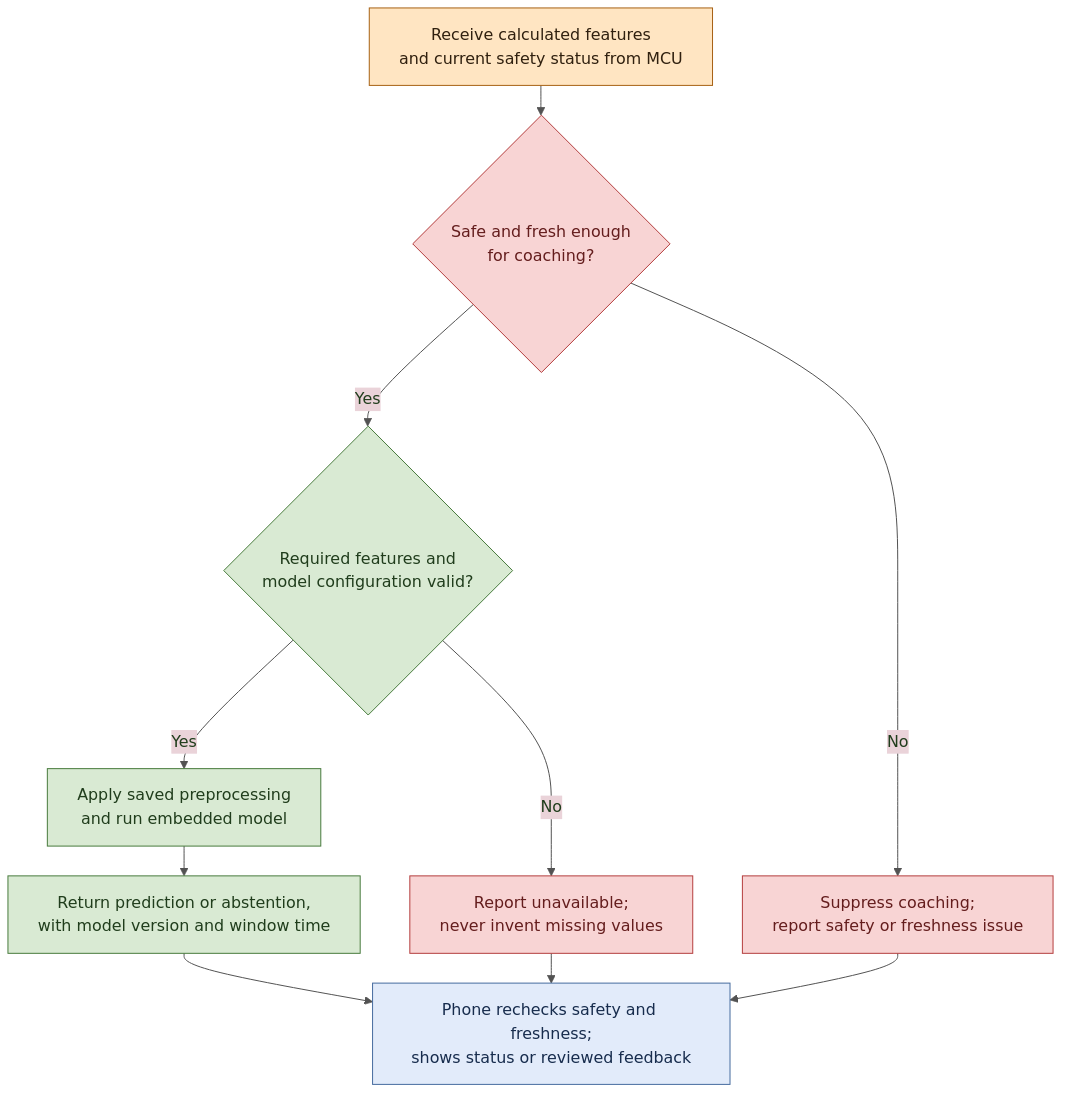 Receive calculated features
and current safety status from MCU
Safe and fresh enough
for coaching?
Yes
Required features and
model configuration valid?
Yes
No
Apply saved preprocessing
and run embedded model
No
Return prediction or abstention,
with model version and window time
Report unavailable;
never invent missing values
Suppress coaching;
report safety or freshness issue
Phone rechecks safety and
freshness;
shows status or reviewed feedback